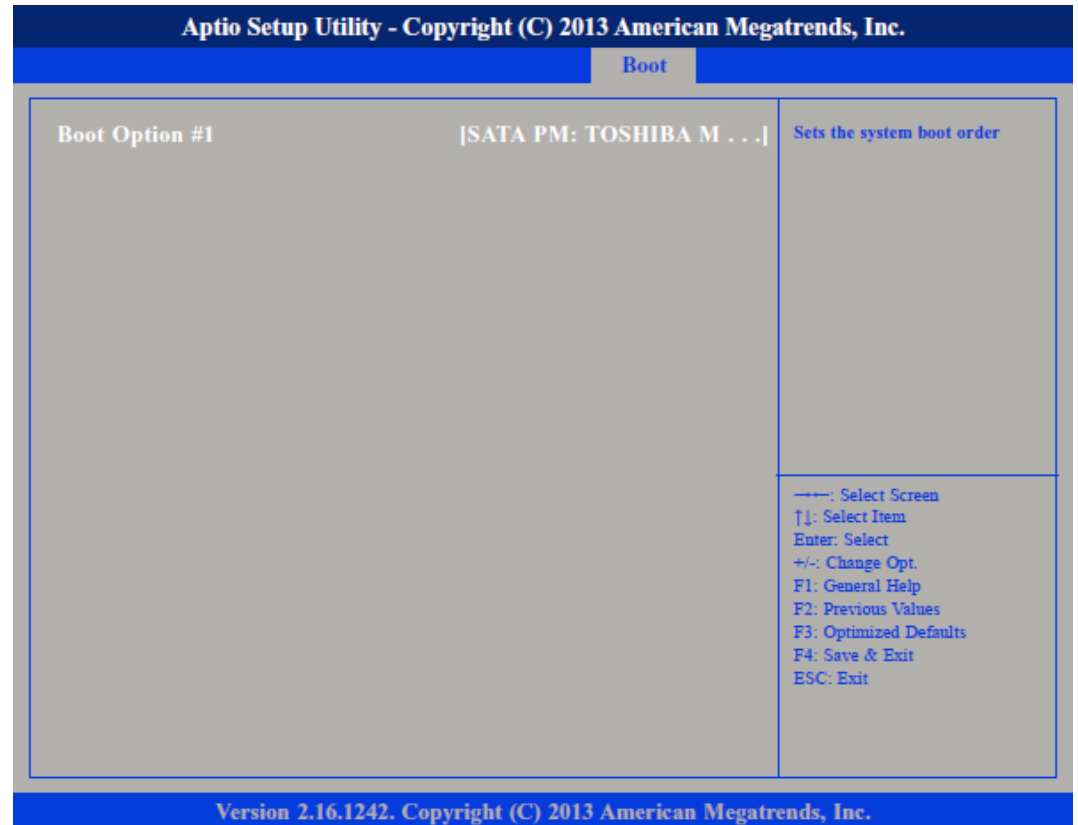 Aptio Setup Utility - Copyright (C) 2013 American Megatrends, Inc.
Boot
Boot Option #1 [SATA PM: TOSHIBA M . . .]
Sets the system boot order
→←: Select Screen
↑↓: Select Item
Enter: Select
+/-: Change Opt.
F1: General Help
F2: Previous Values
F3: Optimized Defaults
F4: Save & Exit
ESC: Exit
Version 2.16.1242. Copyright (C) 2013 American Megatrends, Inc.